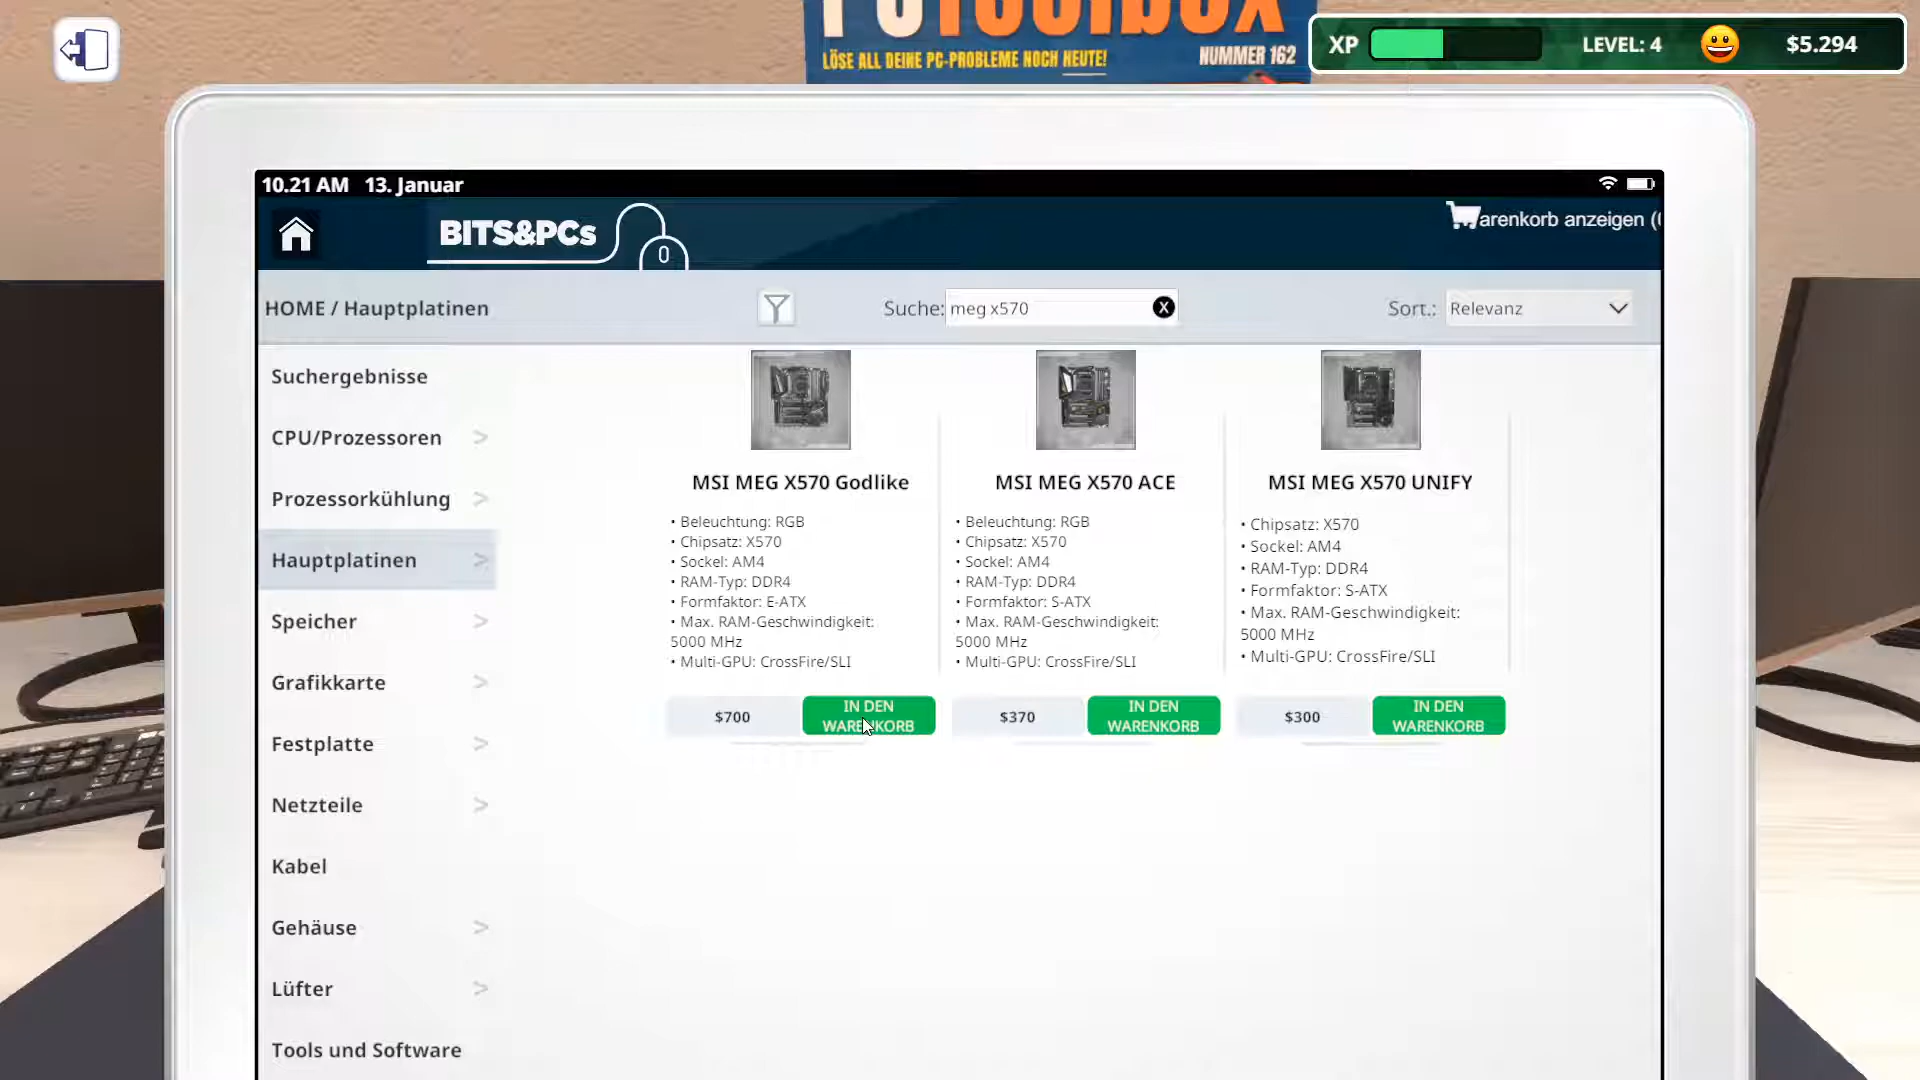 TOOLBOX
LÖSE ALL DEINE PC-PROBLEME NOCH HEUTE!
NUMMER 162
XP
LEVEL: 4
$5.294
10.21 AM 13. Januar
BITS&PCs
arenkorb anzeigen (
HOME / Hauptplatinen
Suche: meg x570
X
Sort.: Relevanz
Suchergebnisse
CPU/Prozessoren >
Prozessorkühlung >
Hauptplatinen >
Speicher >
Grafikkarte >
Festplatte >
Netzteile >
Kabel
Gehäuse >
Lüfter >
Tools und Software
MSI MEG X570 Godlike
• Beleuchtung: RGB
• Chipsatz: X570
• Sockel: AM4
• RAM-Typ: DDR4
• Formfaktor: E-ATX
• Max. RAM-Geschwindigkeit:
5000 MHz
• Multi-GPU: CrossFire/SLI
$700
IN DEN
WARENKORB
MSI MEG X570 ACE
• Beleuchtung: RGB
• Chipsatz: X570
• Sockel: AM4
• RAM-Typ: DDR4
• Formfaktor: S-ATX
• Max. RAM-Geschwindigkeit:
5000 MHz
• Multi-GPU: CrossFire/SLI
$370
IN DEN
WARENKORB
MSI MEG X570 UNIFY
• Chipsatz: X570
• Sockel: AM4
• RAM-Typ: DDR4
• Formfaktor: S-ATX
• Max. RAM-Geschwindigkeit:
5000 MHz
• Multi-GPU: CrossFire/SLI
$300
IN DEN
WARENKORB